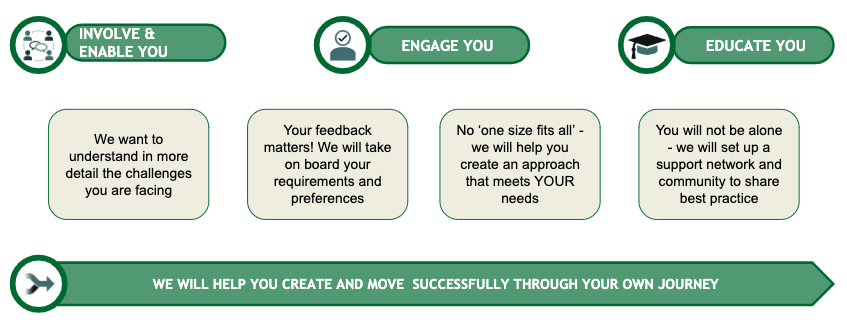 INVOLVE &
ENABLE YOU
ENGAGE YOU
EDUCATE YOU
We want to
understand in more
detail the challenges
you are facing
Your feedback
matters! We will take
on board your
requirements and
preferences
No ‘one size fits all’ -
we will help you
create an approach
that meets YOUR
needs
You will not be alone
- we will set up a
support network and
community to share
best practice
WE WILL HELP YOU CREATE AND MOVE  SUCCESSFULLY THROUGH YOUR OWN JOURNEY